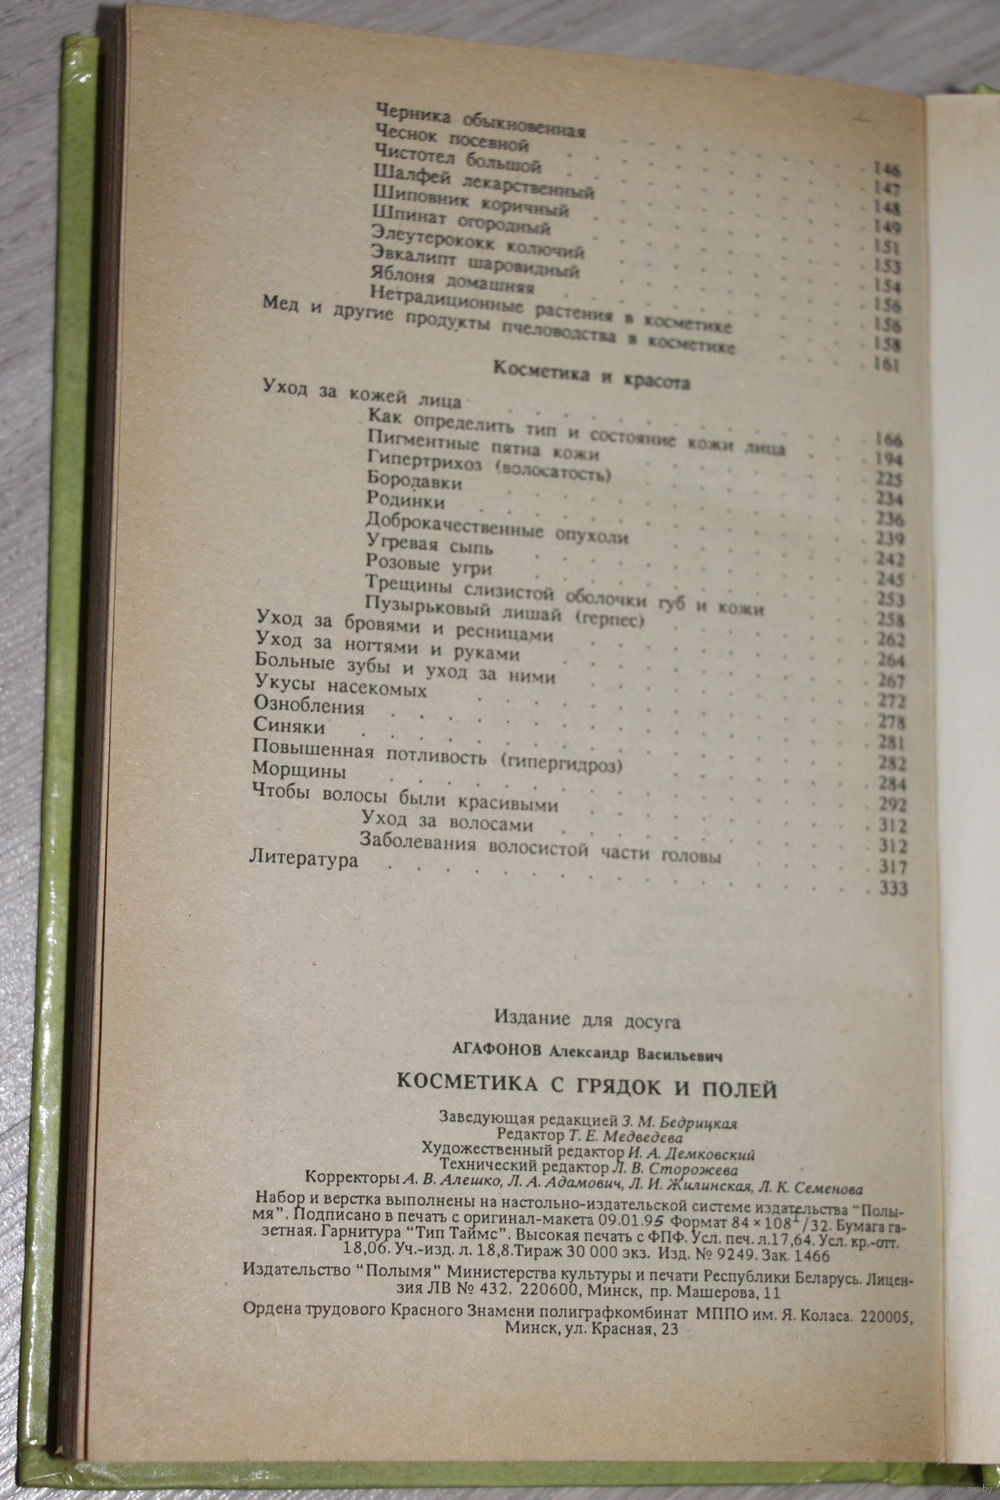 Черника обыкновенная . . . . . . . 146
Чеснок посевной . . . . . . . 147
Чистотел большой . . . . . . . 148
Шалфей лекарственный . . . . . . . 149
Шиповник коричный . . . . . . . 151
Шпинат огородный . . . . . . . 153
Элеутерококк колючий . . . . . . . 154
Эвкалипт шаровидный . . . . . . . 156
Яблоня домашняя . . . . . . . 156
Нетрадиционные растения в косметике . . . 158
Мед и другие продукты пчеловодства в косметике . . . 161
Косметика и красота
Уход за кожей лица . . . . . . . 166
Как определить тип и состояние кожи лица . . . 194
Пигментные пятна кожи . . . . . . . 225
Гипертрихоз (волосатость) . . . . . . . 234
Бородавки . . . . . . . 236
Родинки . . . . . . . 239
Доброкачественные опухоли . . . . . . . 242
Угревая сыпь . . . . . . . 245
Розовые угри . . . . . . . 253
Трещины слизистой оболочки губ и кожи . . . 258
Пузырьковый лишай (герпес) . . . . . . . 262
Уход за бровями и ресницами . . . . . . . 264
Уход за ногтями и руками . . . . . . . 267
Больные зубы и уход за ними . . . . . . . 272
Укусы насекомых . . . . . . . 278
Ознобления . . . . . . . 281
Синяки . . . . . . . 282
Повышенная потливость (гипергидроз) . . . . . 284
Морщины . . . . . . . 292
Чтобы волосы были красивыми . . . . . . . 312
Уход за волосами . . . . . . . 312
Заболевания волосистой части головы . . . . 317
Литература . . . . . . . 333
Издание для досуга
АГАФОНОВ Александр Васильевич
КОСМЕТИКА С ГРЯДОК И ПОЛЕЙ
Заведующая редакцией З. М. Бедрицкая
Редактор Т. Е. Медведева
Художественный редактор И. А. Демковский
Технический редактор Л. В. Сторожева
Корректоры А. В. Алешко, Л. А. Адамович, Л. И. Жилинская, Л. К. Семенова
Набор и верстка выполнены на настольно-издательской системе издательства "Полы-
мя". Подписано в печать с оригинал-макета 09.01.95 Формат 84×108 1/32. Бумага га-
зетная. Гарнитура "Тип Таймс". Высокая печать с ФПФ. Усл. печ. л.17,64. Усл. кр.-отт.
18,06. Уч.-изд. л. 18,8.Тираж 30 000 экз. Изд. № 9249. Зак. 1466
Издательство "Полымя" Министерства культуры и печати Республики Беларусь. Лицен-
зия ЛВ № 432. 220600, Минск, пр. Машерова, 11
Ордена трудового Красного Знамени полиграфкомбинат МППО им. Я. Коласа. 220005,
Минск, ул. Красная, 23
www.av.by